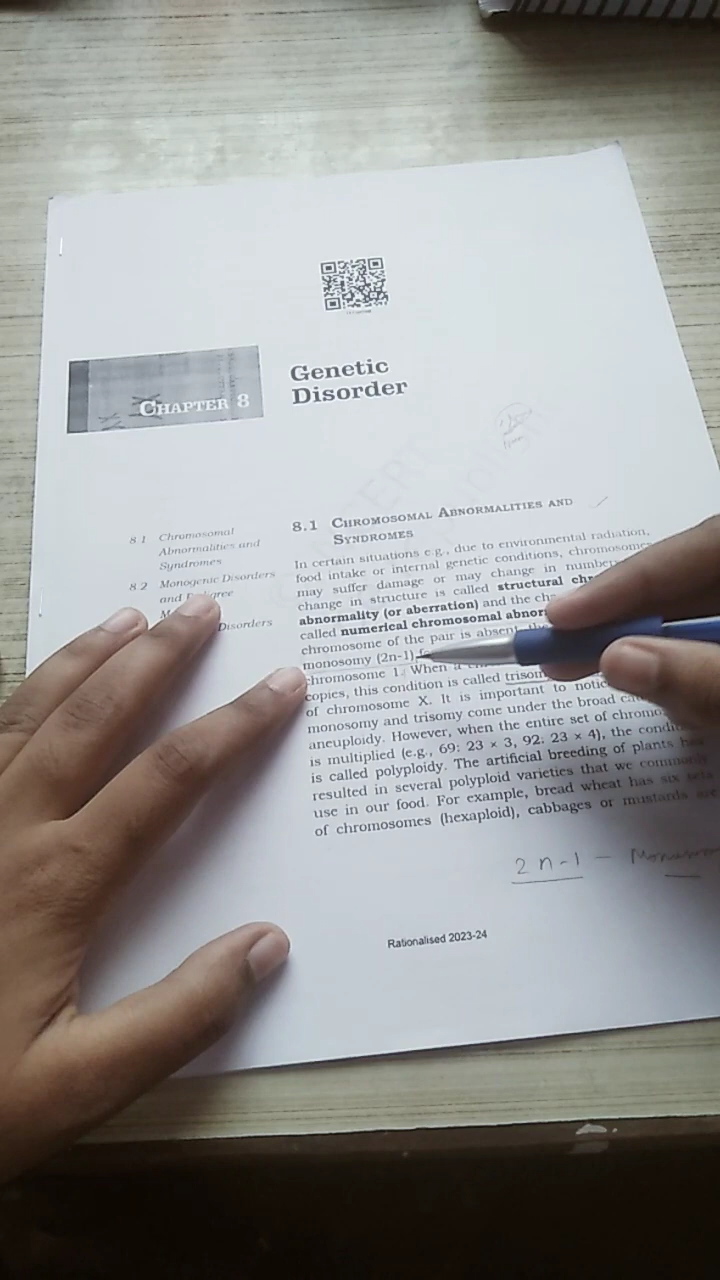 CHAPTER 8
Genetic
Disorder
8.1 Chromosomal
Abnormalities and
Syndromes
8.2 Monogenic Disorders
and
Disorders
8.1 CHROMOSOMAL ABNORMALITIES AND
SYNDROMES
In certain situations e.g., due to environmental radiation,
food intake or internal genetic conditions, chromosomes
may suffer damage or may change in numbers
change in structure is called structural
abnormality (or aberration) and the
called numerical chromosomal
chromosome of the pair is absent,
monosomy (2n-1)
chromosome 1. When a
copies, this condition is called
of chromosome X. It is important to
monosomy and trisomy come under the broad
aneuploidy. However, when the entire set of
is multiplied (e.g., 69: 23 × 3, 92: 23 × 4), the
is called polyploidy. The artificial breeding of plants
resulted in several polyploid varieties that we commonly
use in our food. For example, bread wheat has six sets
of chromosomes (hexaploid), cabbages or mustards are
2n-1 -
Rationalised 2023-24